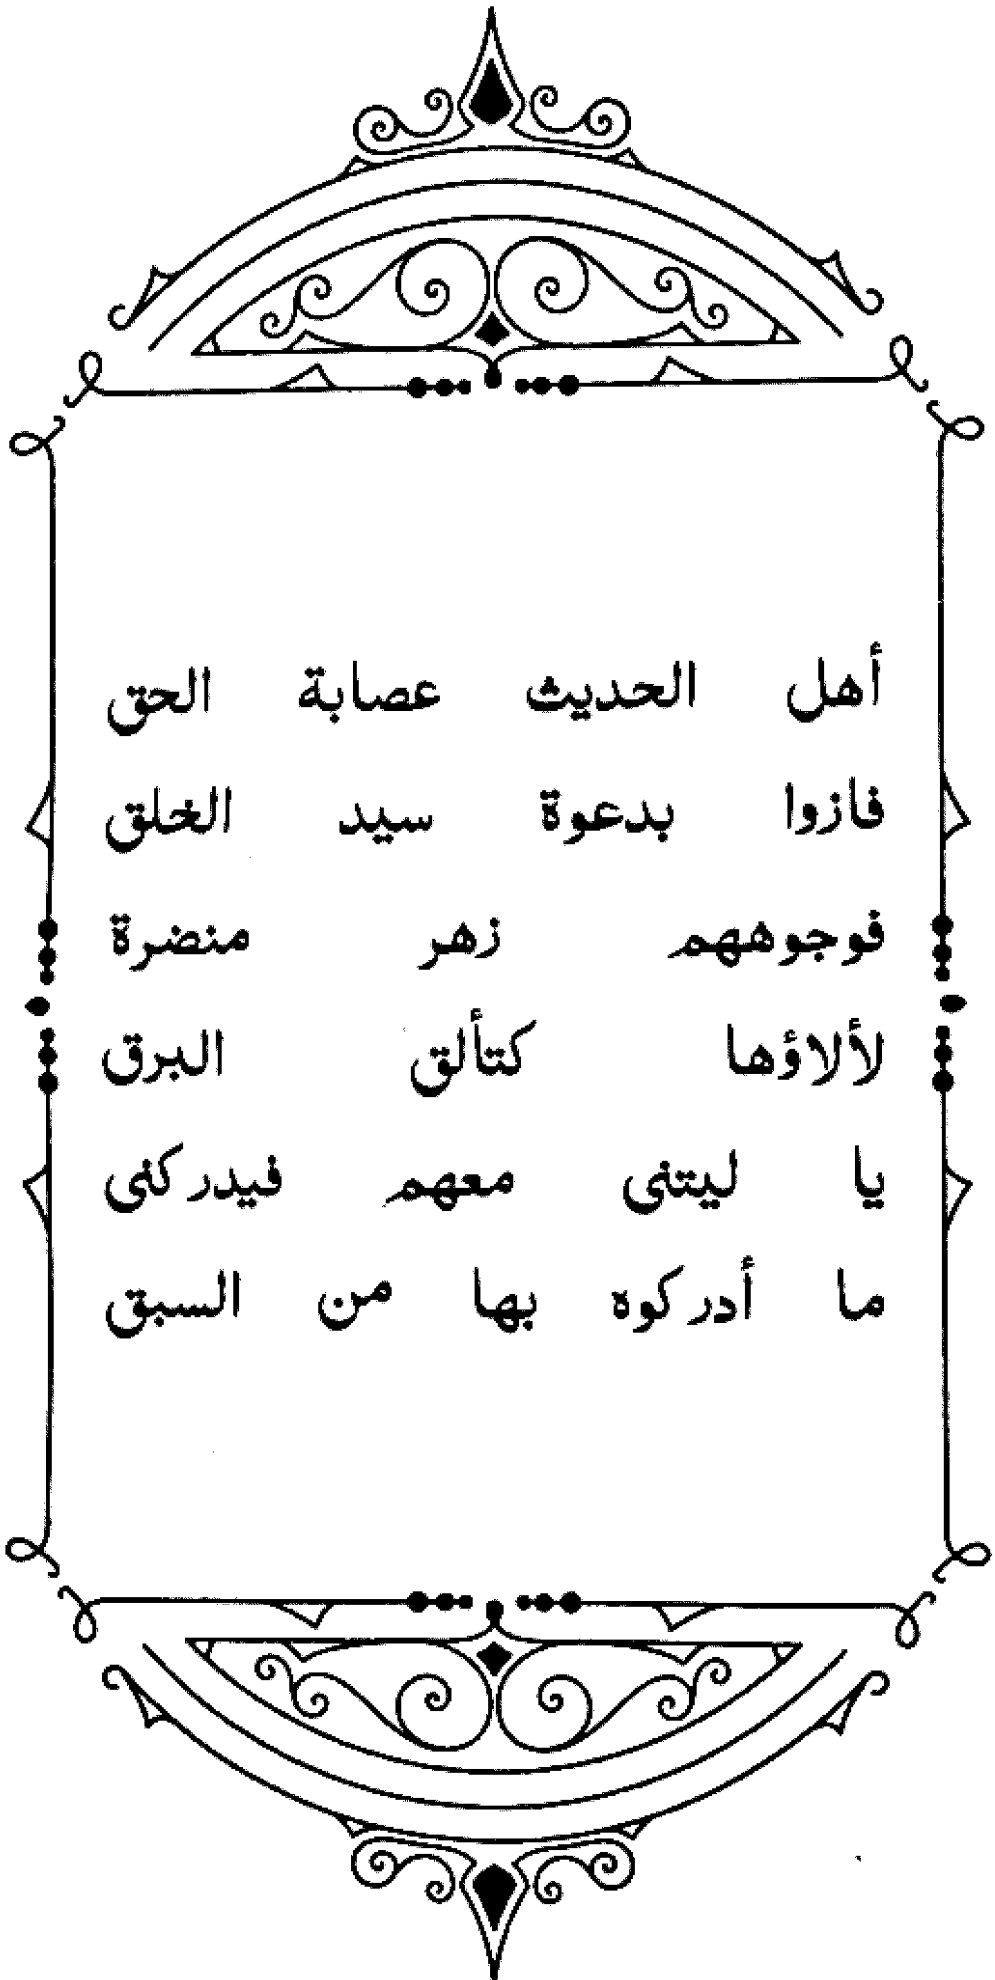 أهل الحديث عصابة الحق
فازوا بدعوة سيد الخلق
فوجوههم زهر منضرة
لألاؤها كتألق البرق
يا ليتنى معهم فيدركنى
ما أدركوه بها من السبق